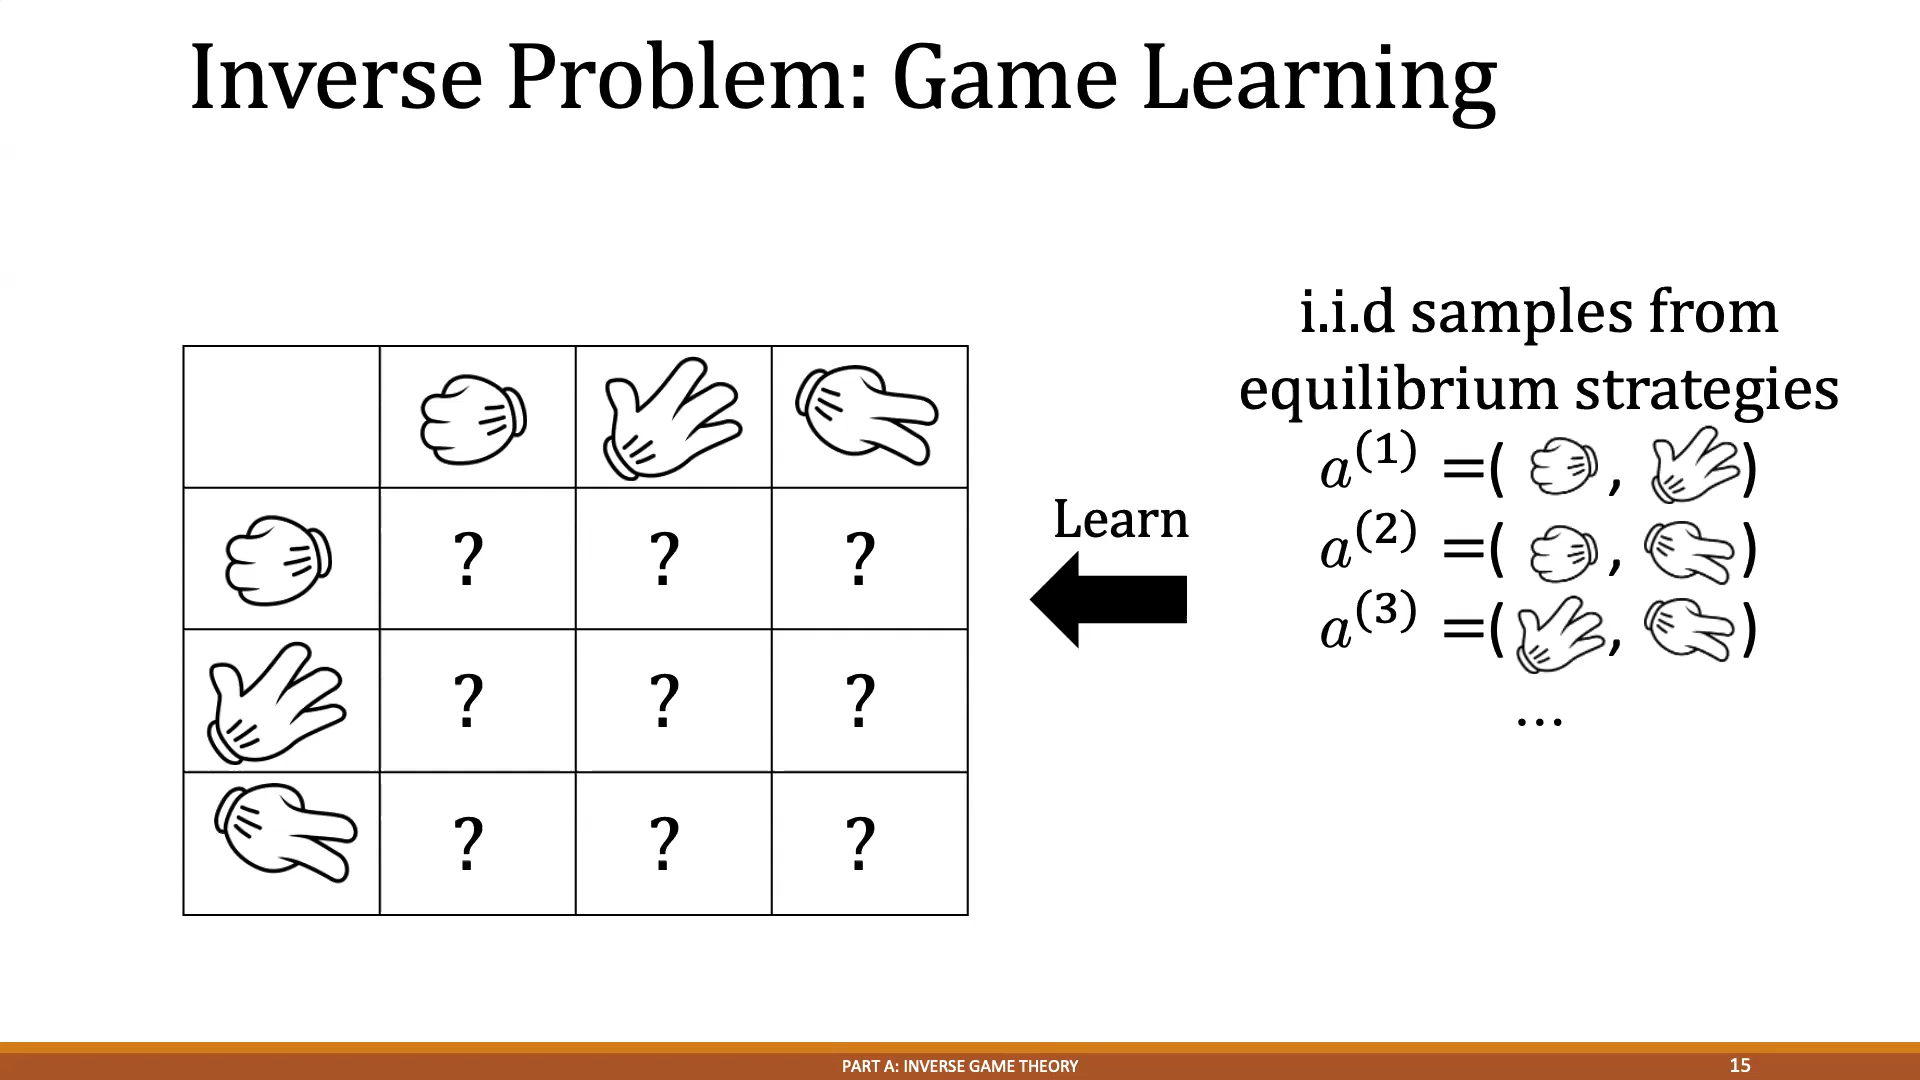 Inverse Problem: Game Learning
i.i.d samples from
equilibrium strategies
a^(1) =( , )
a^(2) =( , )
a^(3) =( , )
...
Learn
? ? ?
? ? ?
? ? ?
PART A: INVERSE GAME THEORY
15